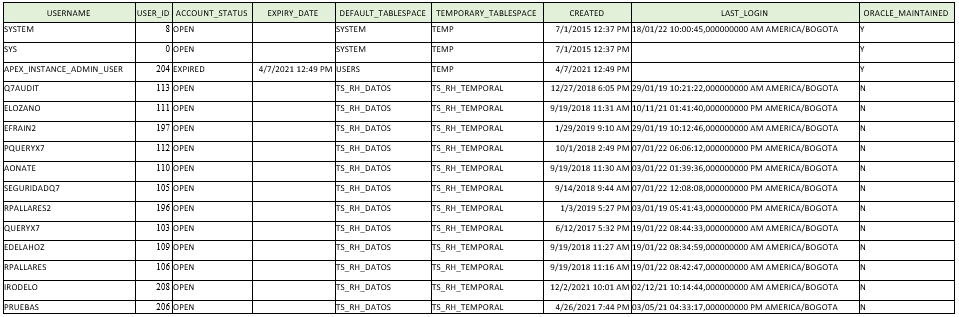 USERNAME USER_ID ACCOUNT_STATUS EXPIRY_DATE DEFAULT_TABLESPACE TEMPORARY_TABLESPACE CREATED LAST_LOGIN ORACLE_MAINTAINED
SYSTEM 8 OPEN SYSTEM TEMP 7/1/2015 12:37 PM 18/01/22 10:00:45,000000000 AM AMERICA/BOGOTA Y
SYS 0 OPEN SYSTEM TEMP 7/1/2015 12:37 PM Y
APEX_INSTANCE_ADMIN_USER 204 EXPIRED 4/7/2021 12:49 PM USERS TEMP 4/7/2021 12:49 PM Y
Q7AUDIT 113 OPEN TS_RH_DATOS TS_RH_TEMPORAL 12/27/2018 6:05 PM 29/01/19 10:21:22,000000000 AM AMERICA/BOGOTA N
ELOZANO 111 OPEN TS_RH_DATOS TS_RH_TEMPORAL 9/19/2018 11:31 AM 10/11/21 01:41:40,000000000 PM AMERICA/BOGOTA N
EFRAIN2 197 OPEN TS_RH_DATOS TS_RH_TEMPORAL 1/29/2019 9:10 AM 29/01/19 10:12:46,000000000 AM AMERICA/BOGOTA N
PQUERYX7 112 OPEN TS_RH_DATOS TS_RH_TEMPORAL 10/1/2018 2:49 PM 07/01/22 06:06:12,000000000 PM AMERICA/BOGOTA N
AONATE 110 OPEN TS_RH_DATOS TS_RH_TEMPORAL 9/19/2018 11:30 AM 03/01/22 01:39:36,000000000 PM AMERICA/BOGOTA N
SEGURIDADQ7 105 OPEN TS_RH_DATOS TS_RH_TEMPORAL 9/14/2018 9:44 AM 07/01/22 12:08:08,000000000 PM AMERICA/BOGOTA N
RPALLARES2 196 OPEN TS_RH_DATOS TS_RH_TEMPORAL 1/3/2019 5:27 PM 03/01/19 05:41:43,000000000 PM AMERICA/BOGOTA N
QUERYX7 103 OPEN TS_RH_DATOS TS_RH_TEMPORAL 6/12/2017 5:32 PM 19/01/22 08:44:33,000000000 AM AMERICA/BOGOTA N
EDELAHOZ 109 OPEN TS_RH_DATOS TS_RH_TEMPORAL 9/19/2018 11:27 AM 19/01/22 08:34:59,000000000 AM AMERICA/BOGOTA N
RPALLARES 106 OPEN TS_RH_DATOS TS_RH_TEMPORAL 9/19/2018 11:16 AM 19/01/22 08:42:47,000000000 AM AMERICA/BOGOTA N
IRODELO 208 OPEN TS_RH_DATOS TS_RH_TEMPORAL 12/2/2021 10:01 AM 02/12/21 10:14:44,000000000 AM AMERICA/BOGOTA N
PRUEBAS 206 OPEN TS_RH_DATOS TS_RH_TEMPORAL 4/26/2021 7:44 PM 03/05/21 04:33:17,000000000 PM AMERICA/BOGOTA N